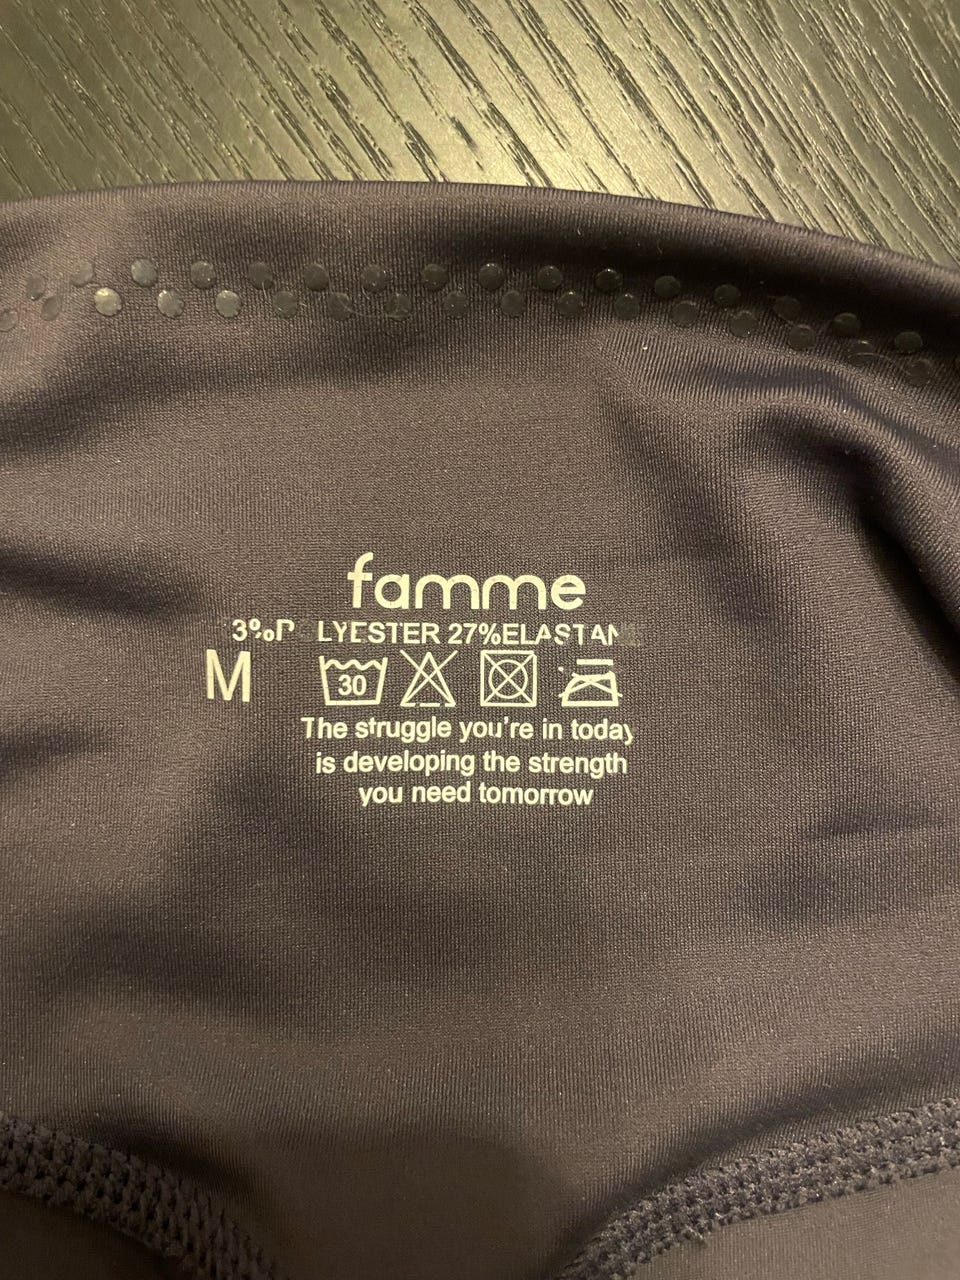 famme
3%P LYESTER 27%ELASTAN
M
30
The struggle you're in today
is developing the strength
you need tomorrow